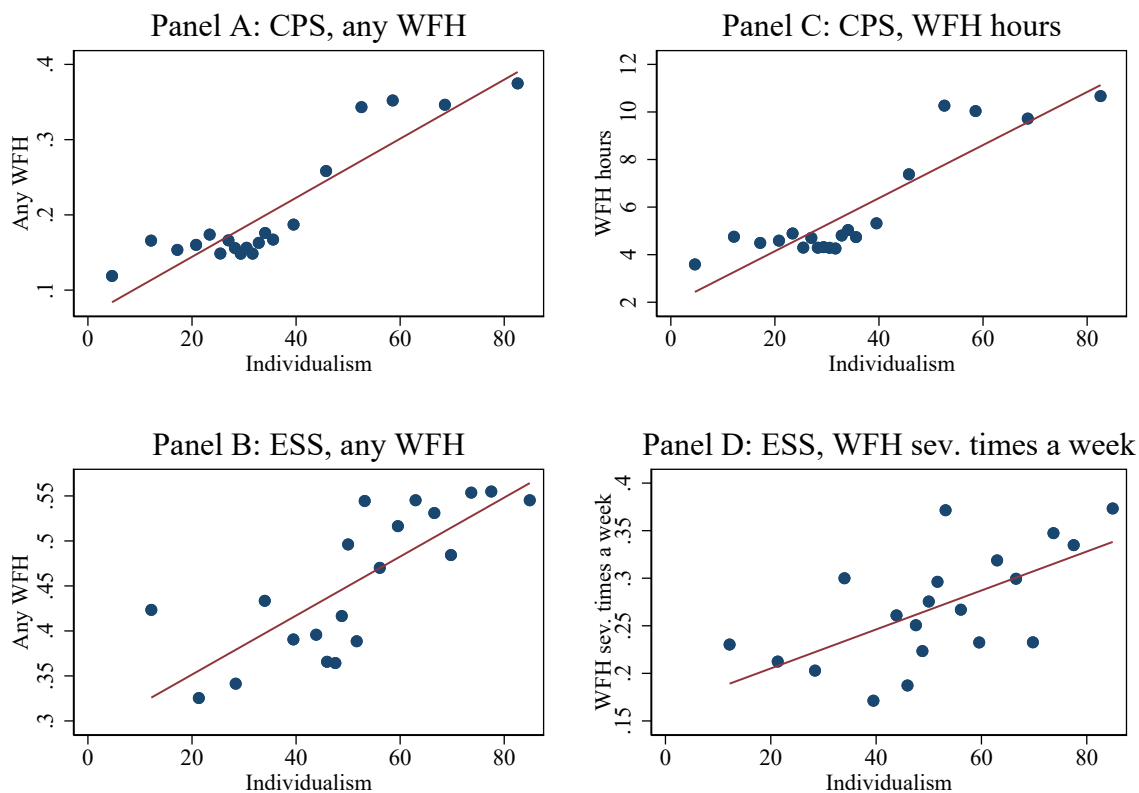 Panel A: CPS, any WFH
Any WFH
.4
.3
.2
.1
0 20 40 60 80
Individualism
Panel C: CPS, WFH hours
WFH hours
12
10
8
6
4
2
0 20 40 60 80
Individualism
Panel B: ESS, any WFH
Any WFH
.55
.5
.45
.4
.35
.3
0 20 40 60 80
Individualism
Panel D: ESS, WFH sev. times a week
WFH sev. times a week
.4
.35
.3
.25
.2
.15
0 20 40 60 80
Individualism